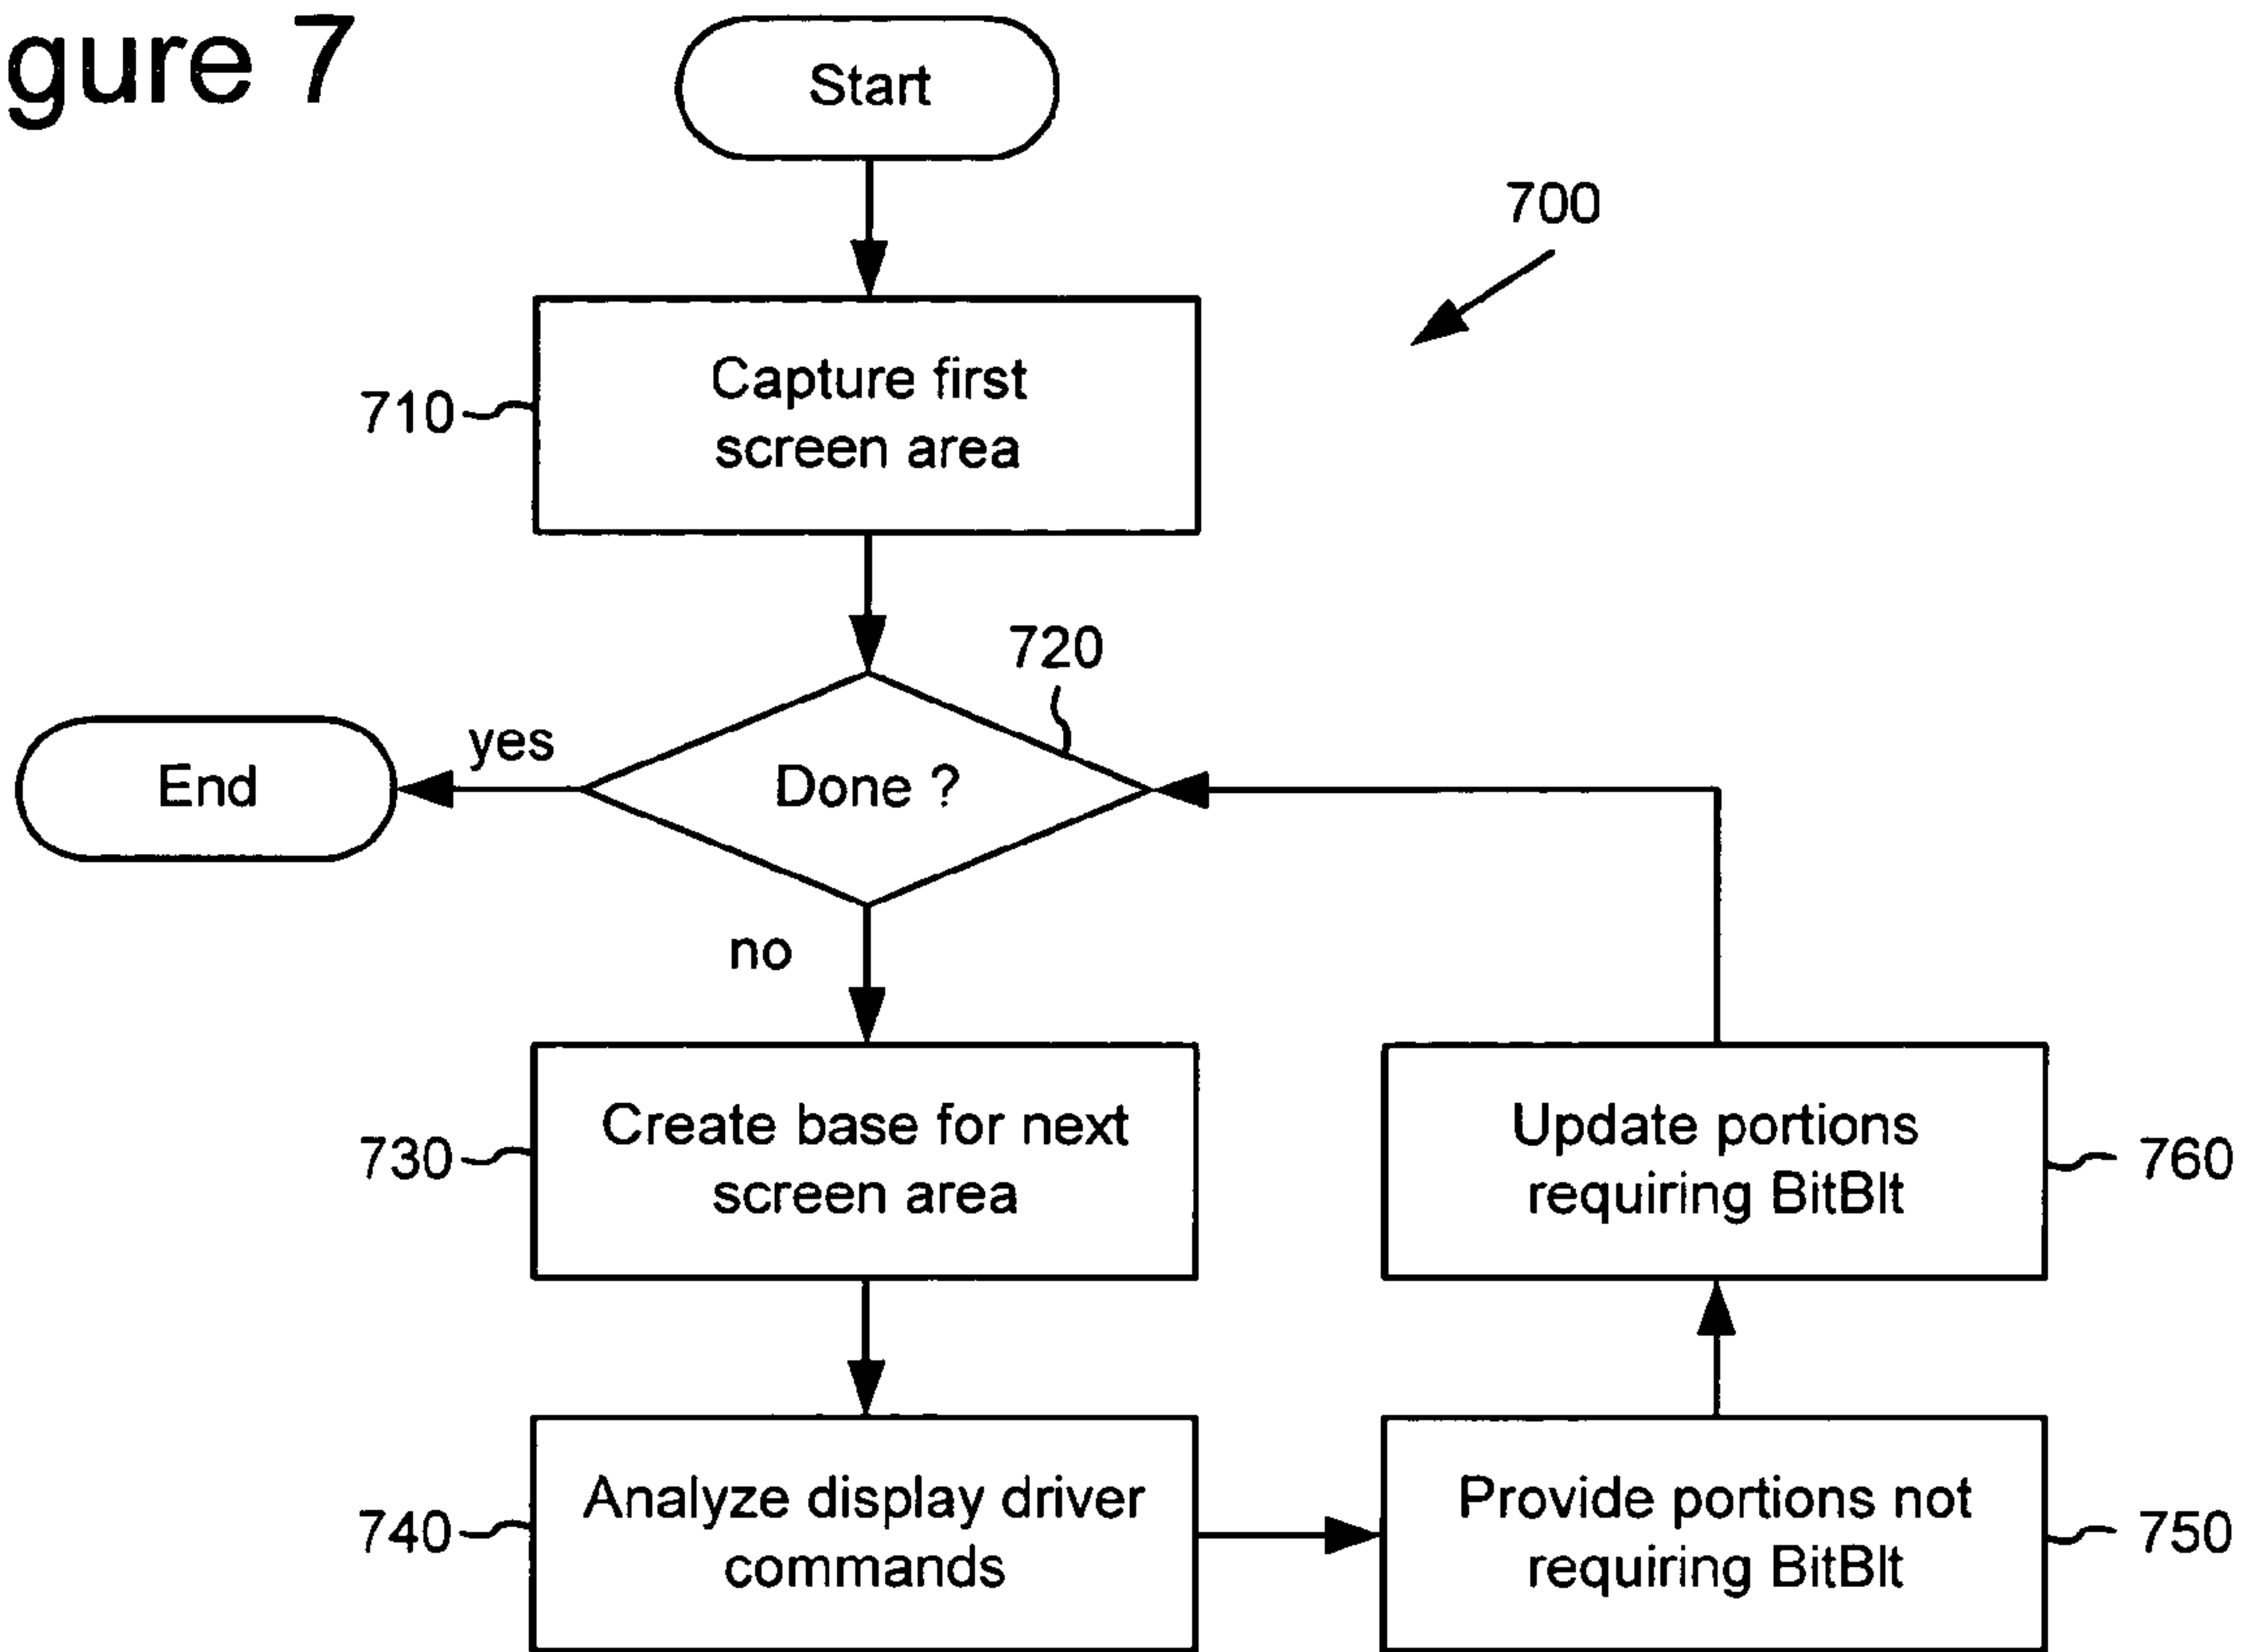 gure 7
Start
700
Capture first
screen area
710
720
yes
End
Done ?
no
Create base for next
screen area
730
Update portions
requiring BitBlt
760
Analyze display driver
commands
740
Provide portions not
requiring BitBlt
750